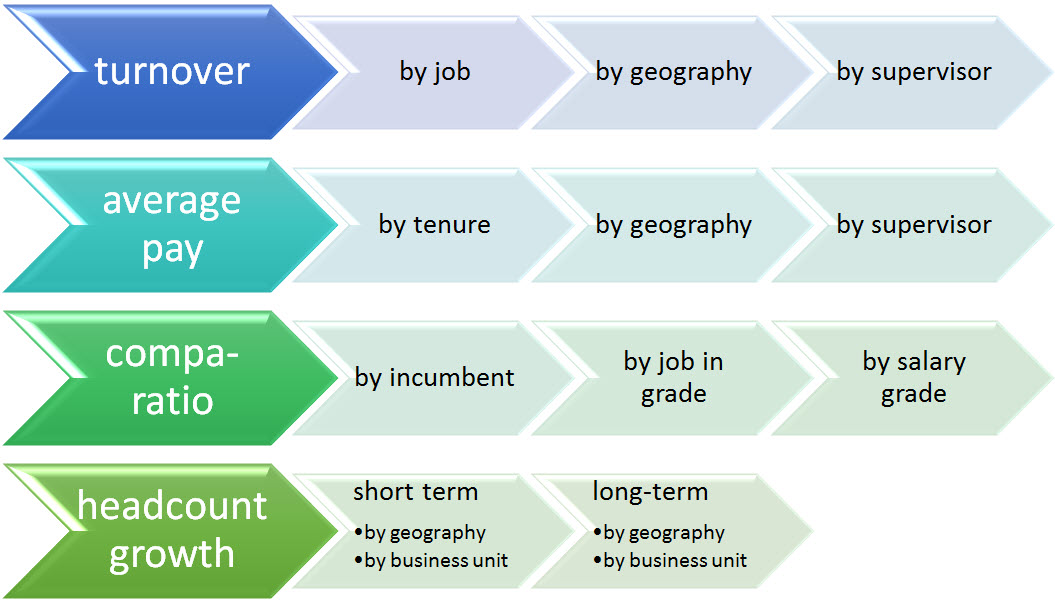 turnover
by job
by geography
by supervisor
average
pay
by tenure
by geography
by supervisor
compa-
ratio
by incumbent
by job in
grade
by salary
grade
headcount
growth
short term
•by geography
•by business unit
long-term
•by geography
•by business unit